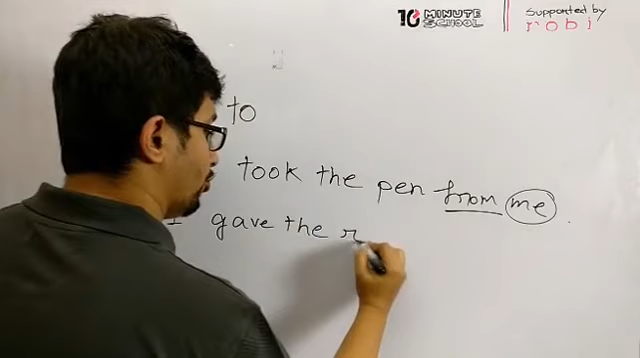 10 MINUTE SCHOOL
Supported by
robi
to
took the pen from me.
I gave the